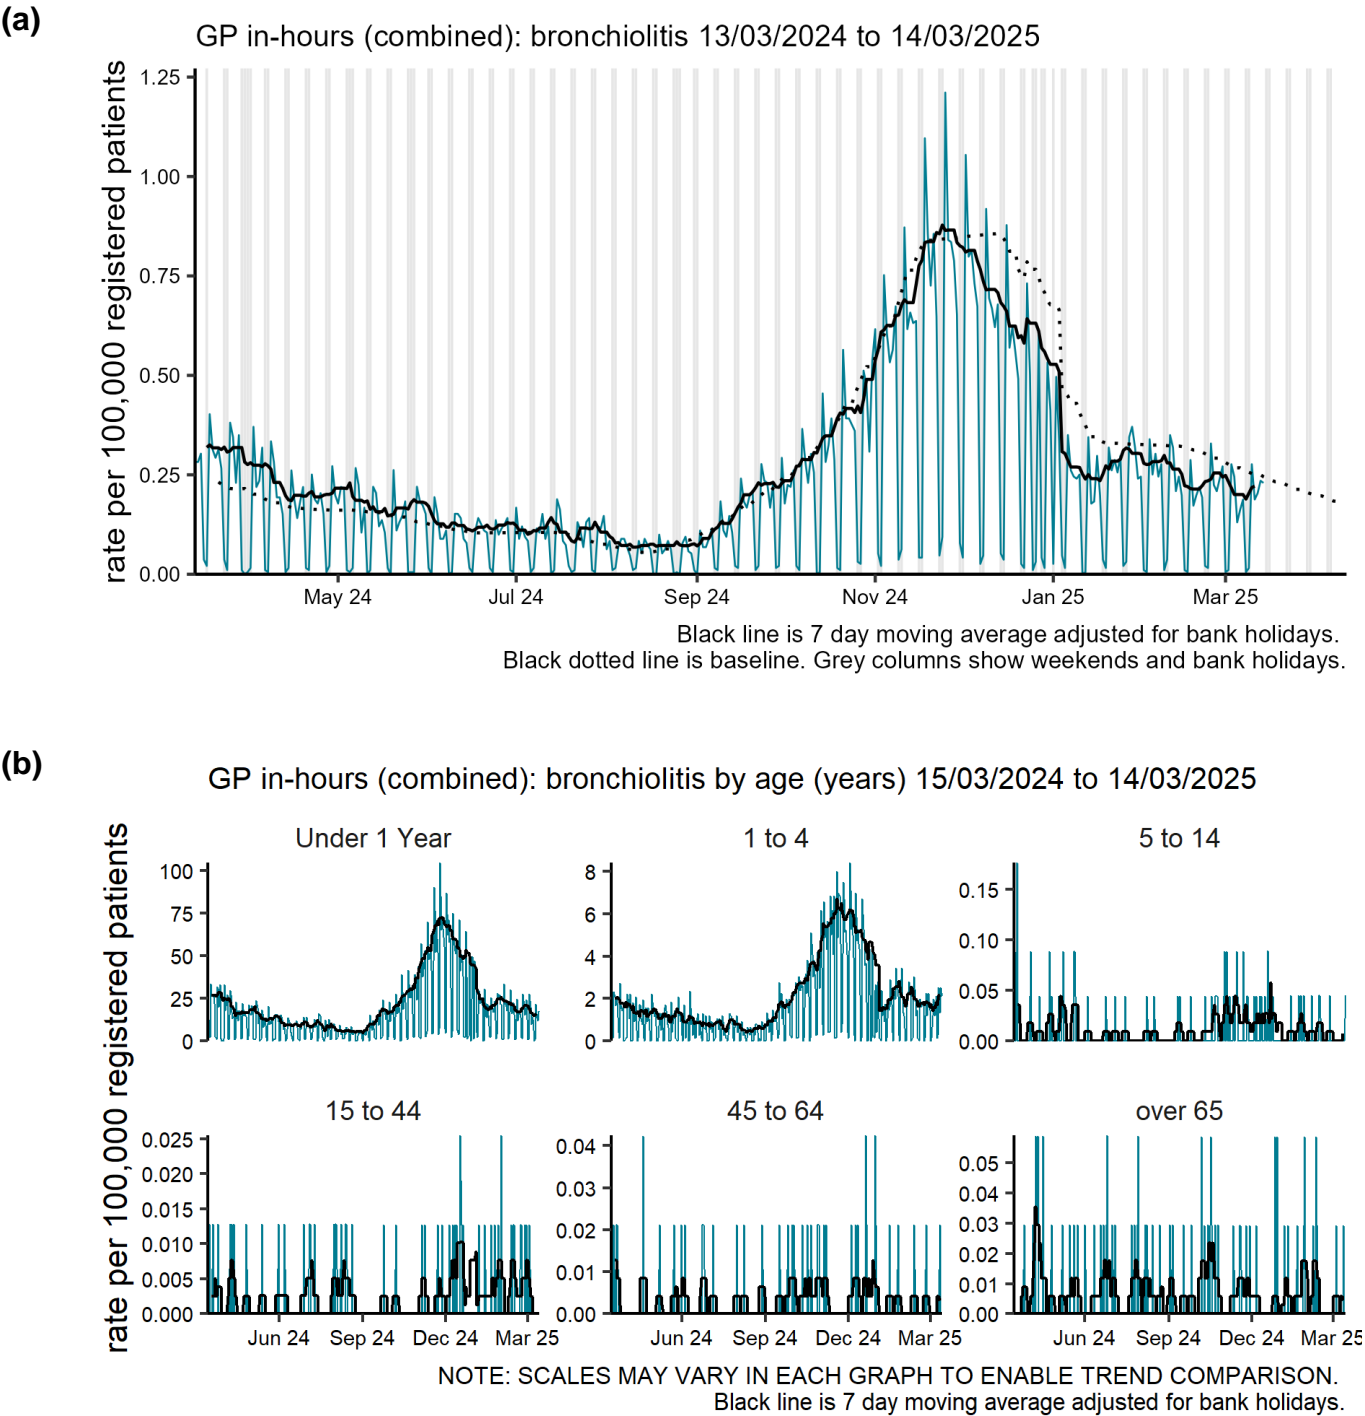 (a)
GP in-hours (combined): bronchiolitis 13/03/2024 to 14/03/2025
rate per 100,000 registered patients
1.25
1.00
0.75
0.50
0.25
0.00
May 24 Jul 24 Sep 24 Nov 24 Jan 25 Mar 25
Black line is 7 day moving average adjusted for bank holidays.
Black dotted line is baseline. Grey columns show weekends and bank holidays.
(b)
GP in-hours (combined): bronchiolitis by age (years) 15/03/2024 to 14/03/2025
rate per 100,000 registered patients
Under 1 Year
100
75
50
25
0
1 to 4
8
6
4
2
0
5 to 14
0.15
0.10
0.05
0.00
15 to 44
0.025
0.020
0.015
0.010
0.005
0.000
Jun 24 Sep 24 Dec 24 Mar 25
45 to 64
0.04
0.03
0.02
0.01
0.00
Jun 24 Sep 24 Dec 24 Mar 25
over 65
0.05
0.04
0.03
0.02
0.01
0.00
Jun 24 Sep 24 Dec 24 Mar 25
NOTE: SCALES MAY VARY IN EACH GRAPH TO ENABLE TREND COMPARISON.
Black line is 7 day moving average adjusted for bank holidays.